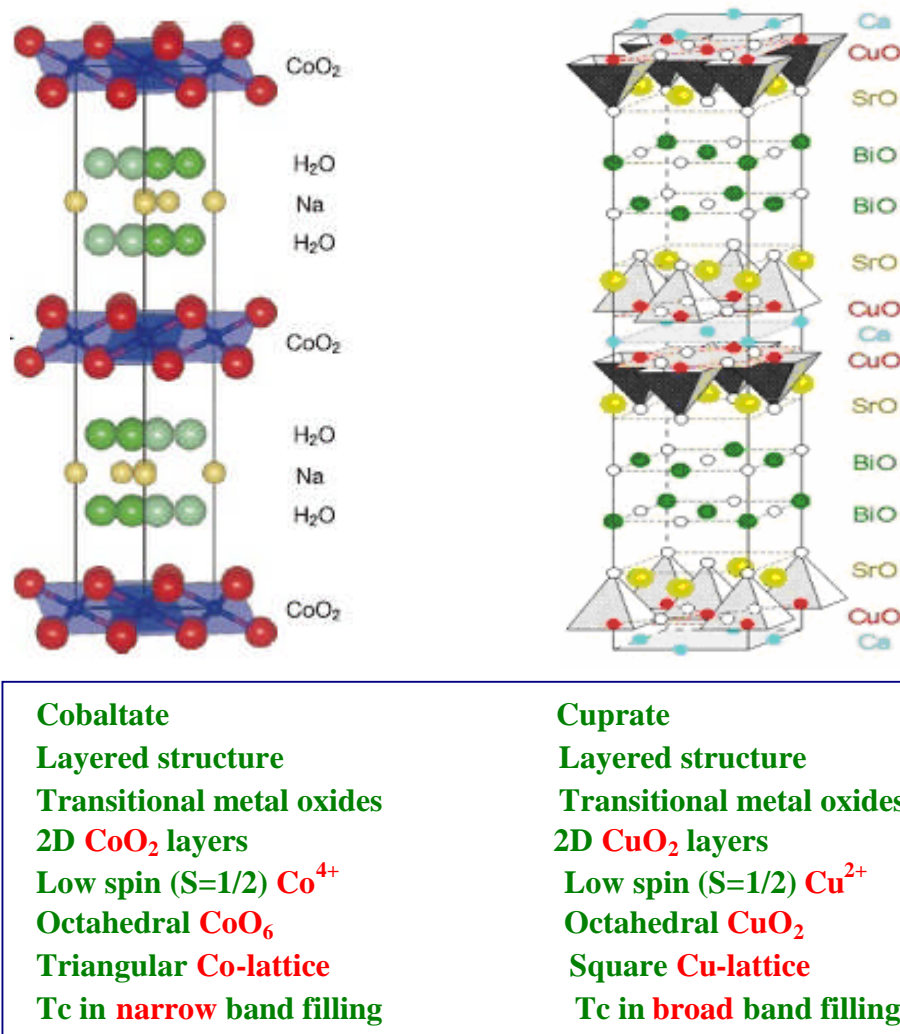 CoO₂
H₂O
Na
H₂O
CoO₂
H₂O
Na
H₂O
CoO₂
Ca
CuO
SrO
BiO
BiO
SrO
CuO
Ca
CuO
SrO
BiO
BiO
SrO
CuO
Ca
Cobaltate
Layered structure
Transitional metal oxides
2D CoO₂ layers
Low spin (S=1/2) Co⁴⁺
Octahedral CoO₆
Triangular Co-lattice
Tc in narrow band filling
Cuprate
Layered structure
Transitional metal oxides
2D CuO₂ layers
Low spin (S=1/2) Cu²⁺
Octahedral CuO₂
Square Cu-lattice
Tc in broad band filling